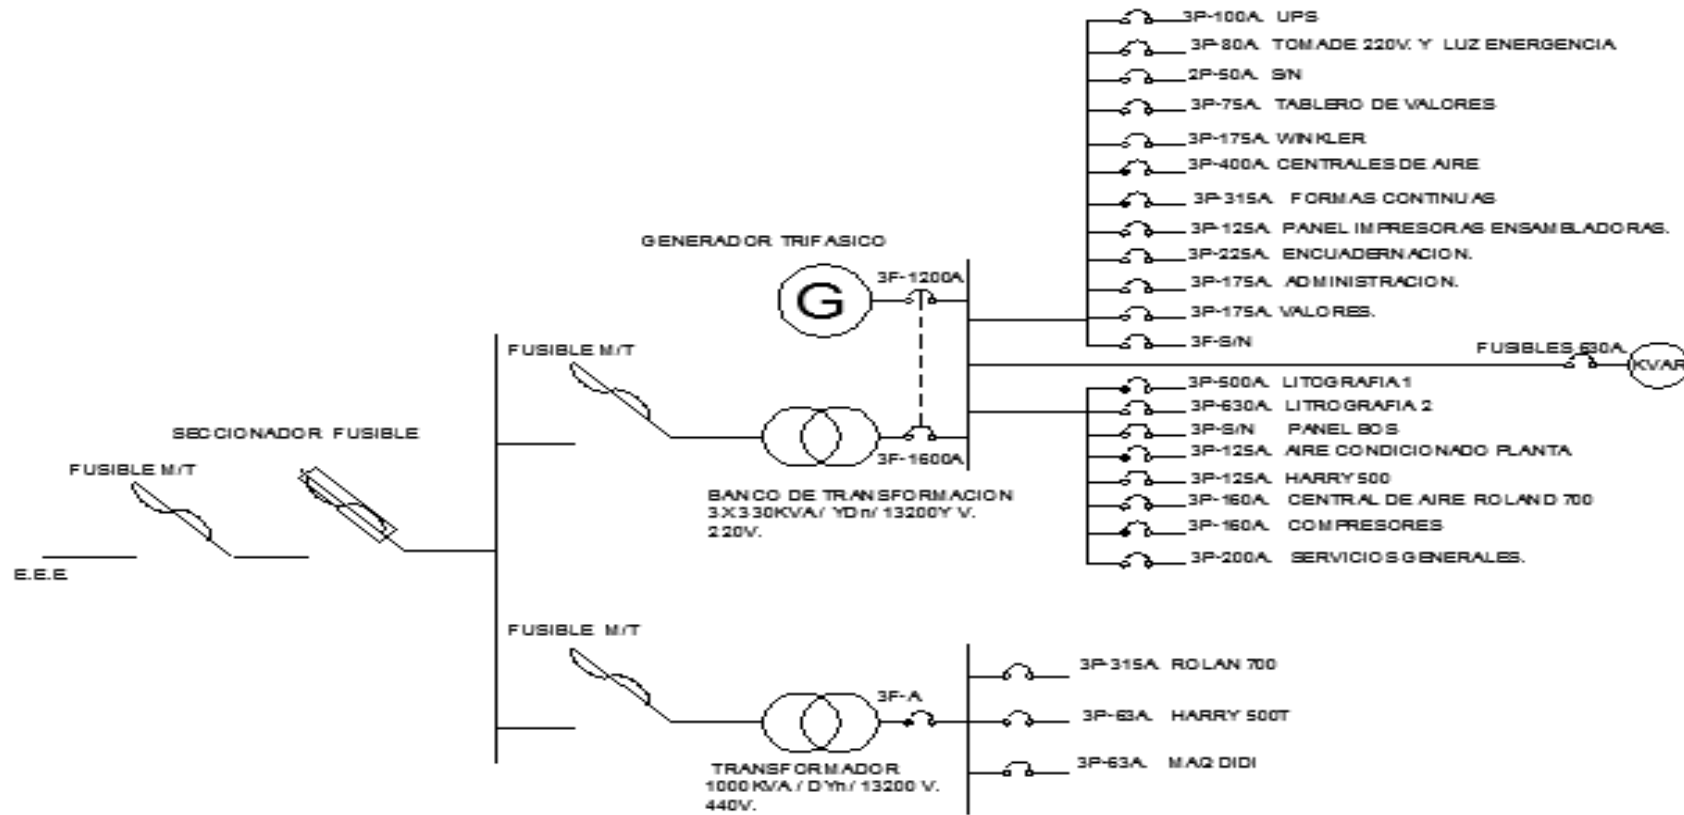 3P-100A. UPS
3P-80A. TOMADE 220V. Y LUZ ENERGENCIA
2P-50A. S/N
3P-75A. TABLERO DE VALORES
3P-175A. WINKLER
3P-400A. CENTRALES DE AIRE
3P-315A. FORMAS CONTINUAS
3P-125A. PANEL IMPRESORAS ENSAMBLADORAS.
3P-225A. ENCUADERNACION.
3P-175A. ADMINISTRACION.
3P-175A. VALORES.
3F-S/N
GENERADOR TRIFASICO
G
3F-1200A
FUSIBLES 630A.
KVAR
FUSIBLE M/T
3P-500A. LITOGRAFIA 1
3P-630A. LITROGRAFIA 2
3P-S/N PANEL BOS
3P-125A. AIRE CONDICIONADO PLANTA
3P-125A. HARRY 500
3P-160A. CENTRAL DE AIRE ROLAND 700
3P-160A. COMPRESORES
3P-200A. SERVICIOS GENERALES.
SECCIONADOR FUSIBLE
FUSIBLE M/T
3F-1600A
BANCO DE TRANSFORMACION
3X330KVA / YDn/ 13200Y V.
220V.
E.E.E.
FUSIBLE M/T
3F-A
TRANSFORMADOR
1000 KVA / DYn / 13200 V.
440V.
3P-315A. ROLAN 700
3P-63A. HARRY 500T
3P-63A. MAQ DIDI